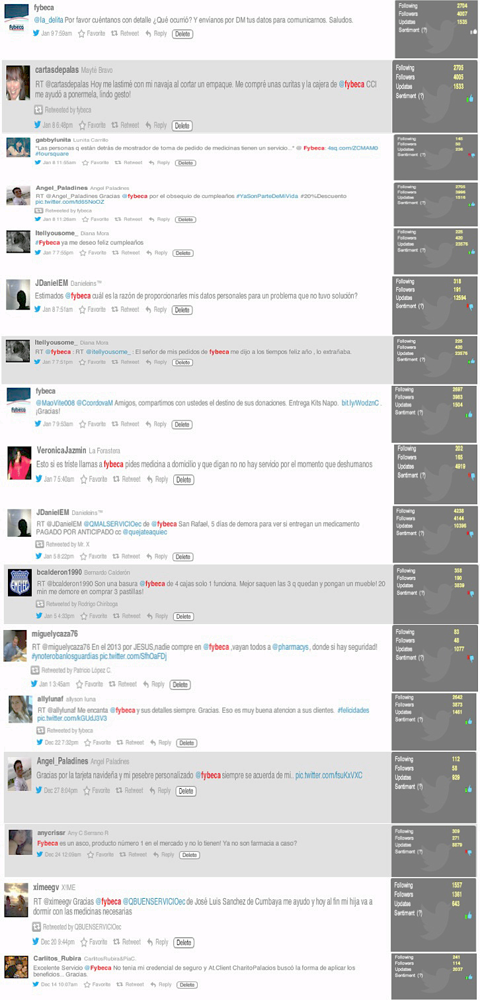 fybeca
@la_delita Por favor cuéntanos con detalle ¿Qué ocurrió? Y envíanos por DM tus datos para comunicarnos. Saludos.
Jan 9 7:59am Favorite Retweet Delete
Following 2704
Followers 4007
Updates 1535
Sentiment (?)
Fybeca
cartasdepalas Mayté Bravo
RT @cartasdepalas Hoy me lastimé con mi navaja al cortar un empaque. Me compré unas curitas y la cajera de @fybeca CCI
me ayudó a ponermela, lindo gesto!
Retweeted by fybeca
Jan 8 6:48pm Favorite Retweet Reply Delete
Following 2705
Followers 4005
Updates 1533
Sentiment (?)
gabbylunita Lunita Carrillo
"Las personas q están detrás de mostrador de toma de pedido de medicinas tienen un servicio..." @ Fybeca: 4sq.com/ZCMAM0
#foursquare
Jan 8 11:55am Favorite Retweet Reply Delete
Following 145
Followers 50
Updates 236
Sentiment (?)
Angel_Paladines Angel Paladines
RT @Angel_Paladines Gracias @fybeca por el obsequio de cumpleaños #YaSonParteDeMiVida #20%Descuento
pic.twitter.com/td65NoOZ
Retweeted by fybeca
Jan 8 11:26am Favorite Retweet Reply Delete
Following 2705
Followers 3996
Updates 1516
Sentiment (?)
Itellyousome_ Diana Mora
#Fybeca ya me deseo feliz cumpleaños
Jan 7 7:55pm Favorite Retweet Reply Delete
Following 225
Followers 420
Updates 23576
Sentiment (?)
JDanielEM Danieleins™
Estimados @fybeca cuál es la razón de proporcionarles mis datos personales para un problema que no tuvo solución?
Jan 8 7:51am Favorite Retweet Reply Delete
Following 318
Followers 191
Updates 12594
Sentiment (?)
Itellyousome_ Diana Mora
RT @fybeca : RT @itellyousome_ : El señor de mis pedidos de fybeca me dijo a los tiempos feliz año , lo extrañaba.
Jan 7 7:51pm Favorite Retweet Reply Delete
Following 225
Followers 420
Updates 23576
Sentiment (?)
fybeca
@MaoVite008 @CcordovaM Amigos, compartimos con ustedes el destino de sus donaciones. Entrega Kits Napo. bit.ly/WodznC .
¡Gracias!
Jan 7 9:53am Favorite Retweet Reply Delete
Following 2697
Followers 3983
Updates 1504
Sentiment (?)
Fybeca
VeronicaJazmin La Forastera
Esto si es triste llamas a fybeca pides medicina a domicilio y que digan no no hay servicio por el momento que deshumanos
Jan 7 5:40am Favorite Retweet Reply Delete
Following 202
Followers 165
Updates 4919
Sentiment (?)
JDanielEM Danieleins™
RT @JDanielEM @QMALSERVICIOec de @fybeca San Rafael, 5 días de demora para ver si entregan un medicamento
PAGADO POR ANTICIPADO cc @quejateaquiec
Retweeted by Mr. X
Jan 5 8:22pm Favorite Retweet Reply Delete
Following 4238
Followers 4144
Updates 10396
Sentiment (?)
EMELEC
bcalderon1990 Bernardo Calderón
RT @bcalderon1990 Son una basura @fybeca de 4 cajas solo 1 funciona. Mejor saquen las 3 q quedan y pongan un mueble! 20
min me demore en comprar 3 pastillas!
Retweeted by Rodrigo Chiriboga
Jan 5 4:33pm Favorite Retweet Reply Delete
Following 358
Followers 190
Updates 3839
Sentiment (?)
miguelycaza76
RT @miguelycaza76 En el 2013 por JESUS,nadie compre en @fybeca ,vayan todos a @pharmacys, donde si hay seguridad!
#ynoterobanlosguardias pic.twitter.com/SfhOaFDj
Retweeted by Patricio López C.
Jan 1 3:45am Favorite Retweet Reply Delete
Following 83
Followers 48
Updates 1077
Sentiment (?)
allylunaf allyson luna
RT @allylunaf Me encanta @fybeca y sus detalles siempre. Gracias. Eso es muy buena atencion a sus clientes. #felicidades
pic.twitter.com/kGUdJ3V3
Retweeted by fybeca
Dec 22 7:32pm Favorite Retweet Reply Delete
Following 2642
Followers 3873
Updates 1461
Sentiment (?)
Angel_Paladines Angel Paladines
Gracias por la tarjeta navideña y mi pesebre personalizado @fybeca siempre se acuerda de mi.. pic.twitter.com/fsuKxVXC
Dec 27 8:04pm Favorite Retweet Reply Delete
Following 112
Followers 58
Updates 929
Sentiment (?)
anycrissr Any C Serrano R
Fybeca es un asco, producto número 1 en el mercado y no lo tienen! Ya no son farmacia a caso?
Dec 24 12:09am Favorite Retweet Reply Delete
Following 309
Followers 271
Updates 8879
Sentiment (?)
ximeegv X!ME
RT @ximeegv Gracias @fybeca @QBUENSERVICIOec de José Luis Sanchez de Cumbaya me ayudo y hoy al fin mi hija va a
dormir con las medicinas necesarias
Retweeted by QBUENSERVICIOec
Dec 20 9:44pm Favorite Retweet Reply Delete
Following 1557
Followers 1361
Updates 643
Sentiment (?)
Carlitos_Rubira CarlitosRubira&PiaC.
Excelente Servicio @Fybeca No tenia mi credencial de seguro y At.Client CharitoPalacios buscó la forma de aplicar los
beneficios... Gracias.
Dec 14 10:07am Favorite Retweet Reply Delete
Following 241
Followers 114
Updates 2037
Sentiment (?)